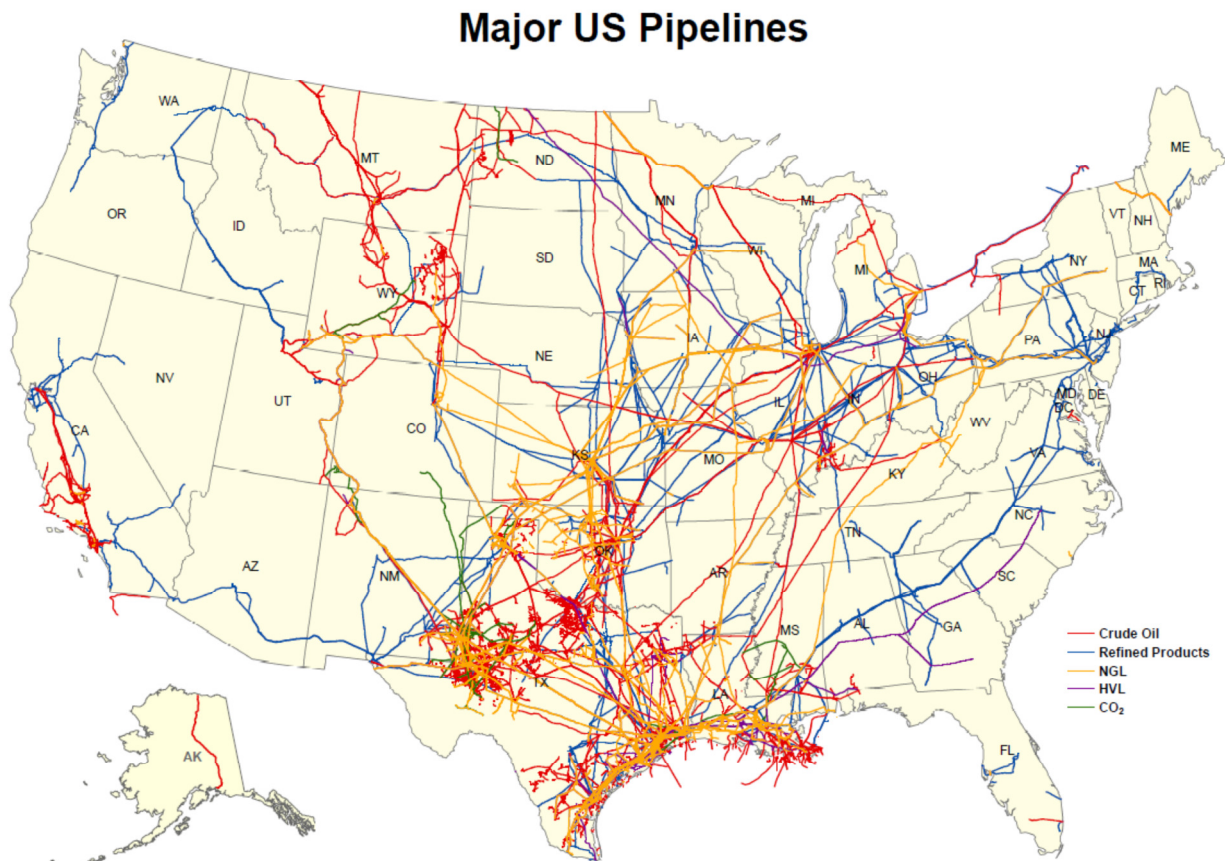 Major US Pipelines
WA
MT
ND
MN
MI
ME
VT
NH
OR
ID
SD
WI
MI
NY
MA
CT
RI
WY
IA
PA
NJ
NE
OH
NV
UT
IL
IN
MD
DE
DC
CA
CO
WV
KS
MO
VA
KY
NC
TN
OK
AZ
NM
AR
SC
MS
AL
GA
TX
LA
FL
AK
Crude Oil
Refined Products
NGL
HVL
CO₂